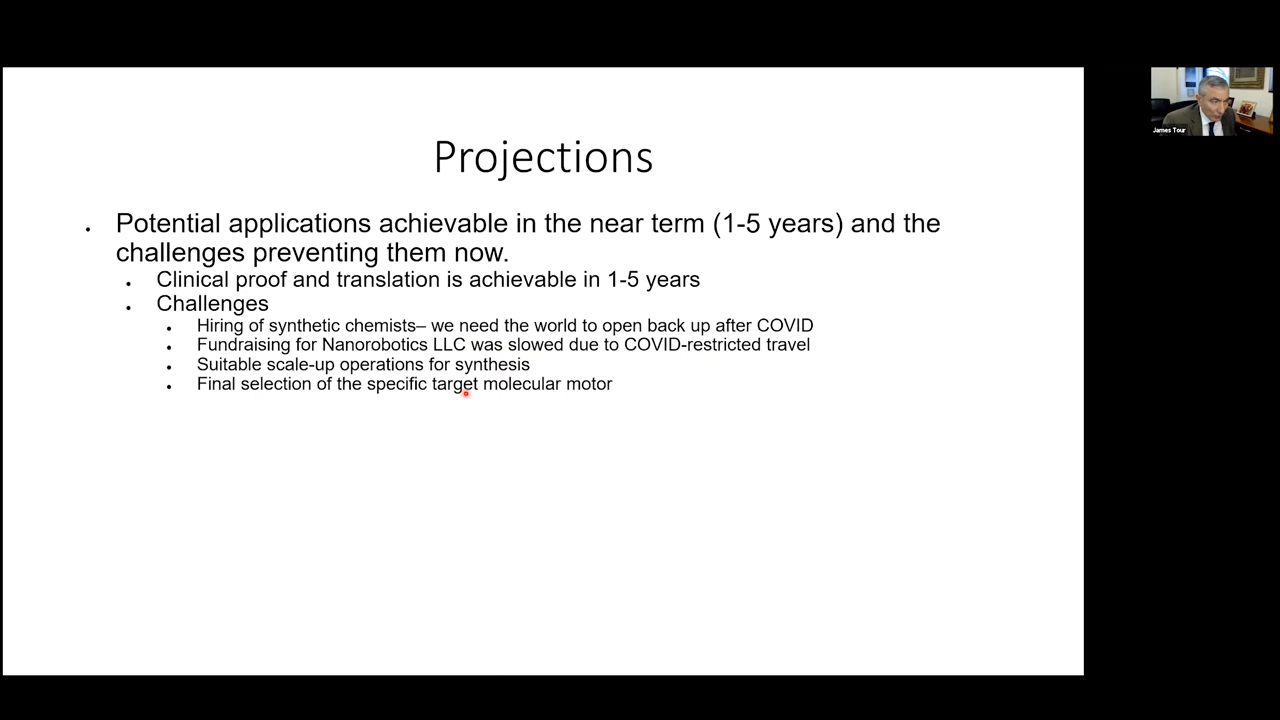 Projections
• Potential applications achievable in the near term (1-5 years) and the
challenges preventing them now.
• Clinical proof and translation is achievable in 1-5 years
• Challenges
• Hiring of synthetic chemists– we need the world to open back up after COVID
• Fundraising for Nanorobotics LLC was slowed due to COVID-restricted travel
• Suitable scale-up operations for synthesis
• Final selection of the specific target molecular motor
James Tour